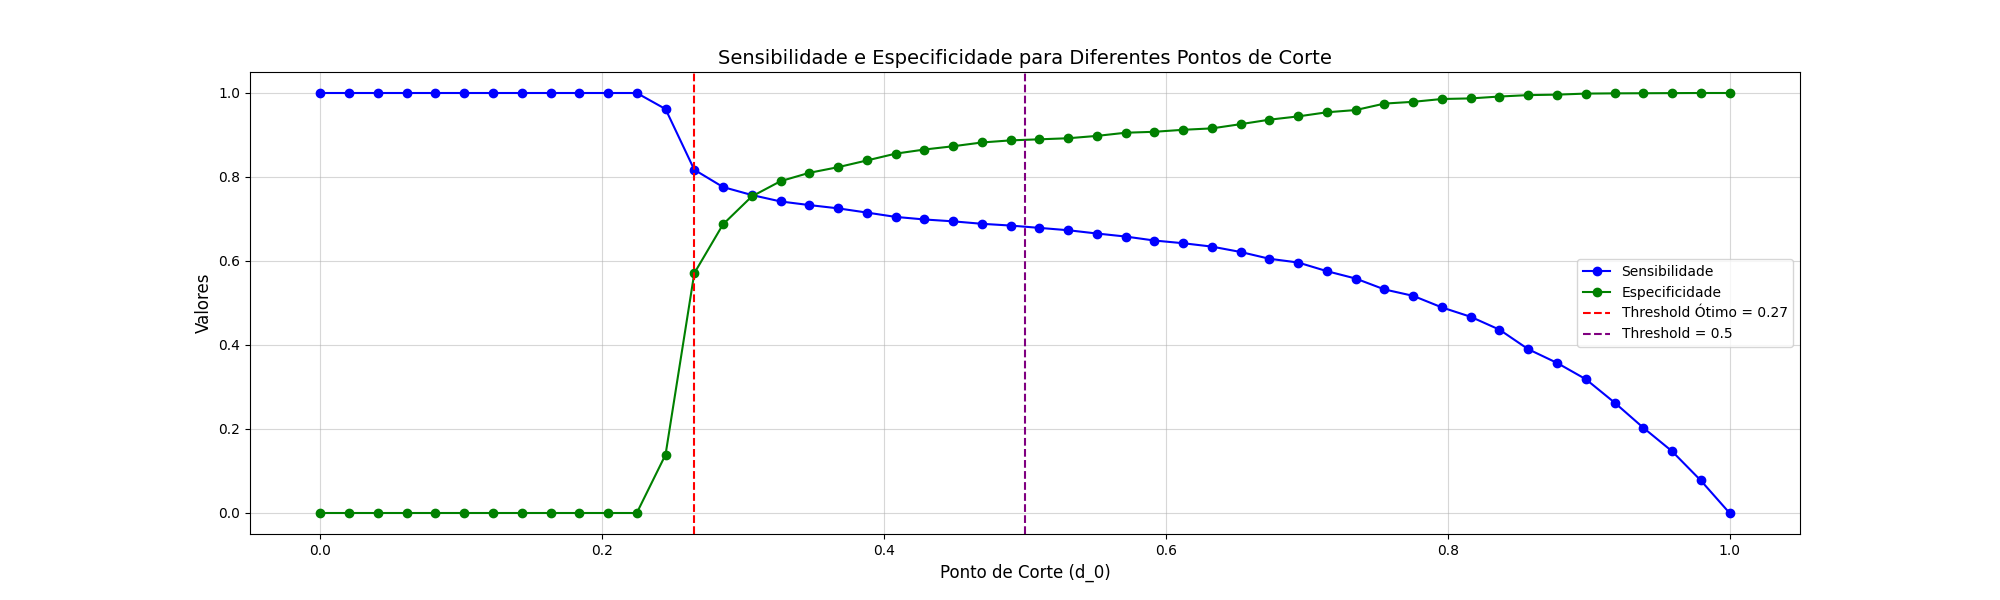 Sensibilidade e Especificidade para Diferentes Pontos de Corte
Valores
1.0
0.8
0.6
0.4
0.2
0.0
Sensibilidade
Especificidade
Threshold Ótimo = 0.27
Threshold = 0.5
0.0 0.2 0.4 0.6 0.8 1.0
Ponto de Corte (d_0)